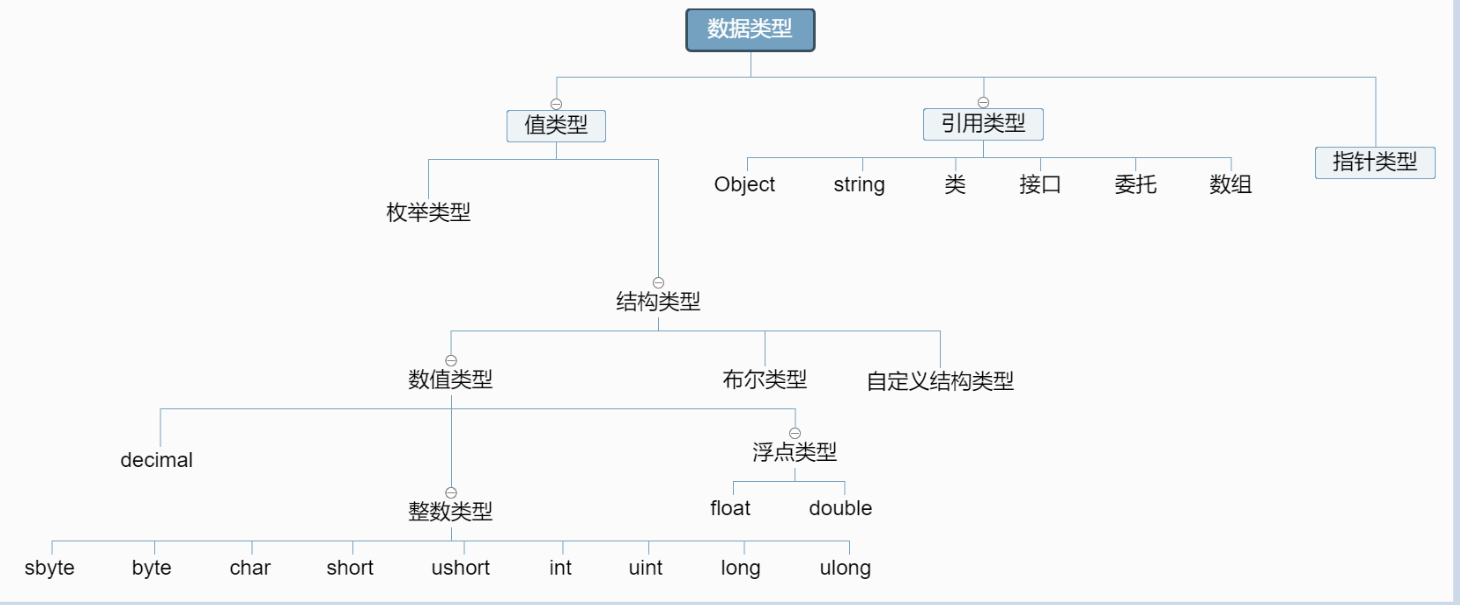 数据类型
值类型
引用类型
指针类型
Object
string
类
接口
委托
数组
枚举类型
结构类型
数值类型
布尔类型
自定义结构类型
decimal
浮点类型
float
double
整数类型
sbyte
byte
char
short
ushort
int
uint
long
ulong